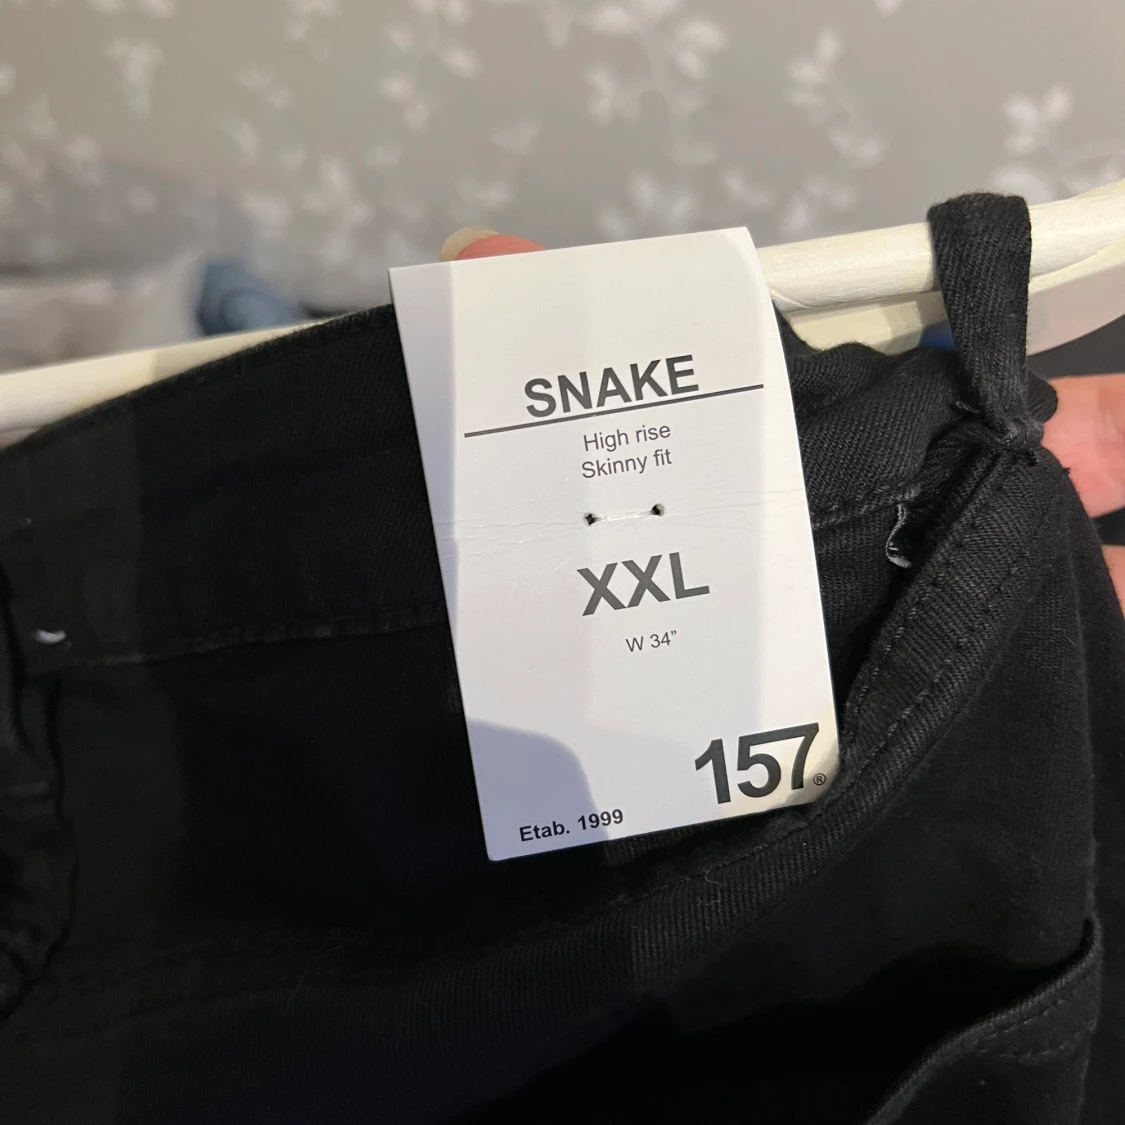 SNAKE
High rise
Skinny fit
XXL
W 34”
157®
Etab. 1999